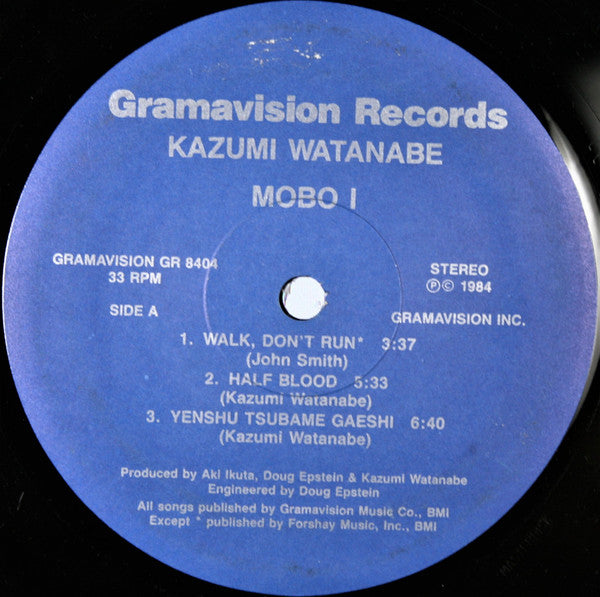 Gramavision Records
KAZUMI WATANABE
MOBO I
GRAMAVISION GR 8404
33 RPM
SIDE A
STEREO
Ⓟ© 1984
GRAMAVISION INC.
1. WALK, DON'T RUN* 3:37
(John Smith)
2. HALF BLOOD 5:33
(Kazumi Watanabe)
3. YENSHU TSUBAME GAESHI 6:40
(Kazumi Watanabe)
Produced by Aki Ikuta, Doug Epstein & Kazumi Watanabe
Engineered by Doug Epstein
All songs published by Gramavision Music Co., BMI
Except * published by Forshay Music, Inc., BMI